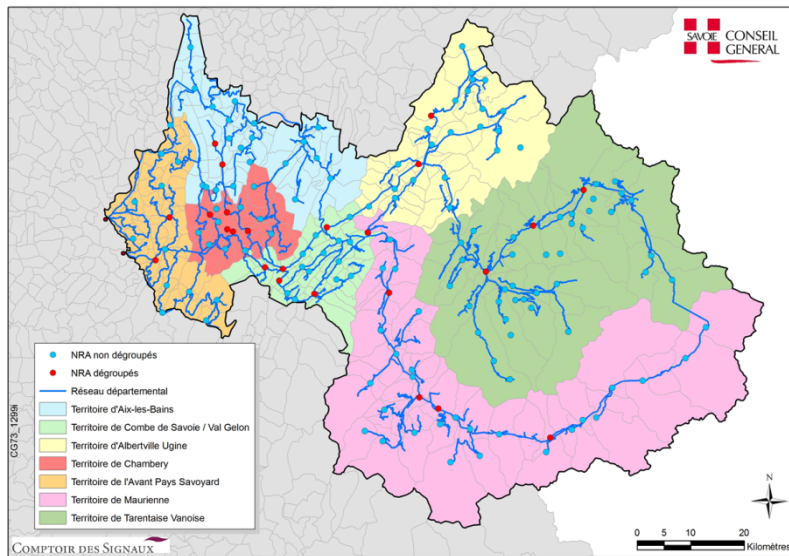 SAVOIE
CONSEIL
GENERAL
NRA non dégroupés
NRA dégroupés
Réseau départemental
Territoire d'Aix-les-Bains
Territoire de Combe de Savoie / Val Gelon
Territoire d'Albertville Ugine
Territoire de Chambery
Territoire de l'Avant Pays Savoyard
Territoire de Maurienne
Territoire de Tarentaise Vanoise
CG73_1299i
COMPTOIR DES SIGNAUX
N
0 5 10 20
Kilomètres